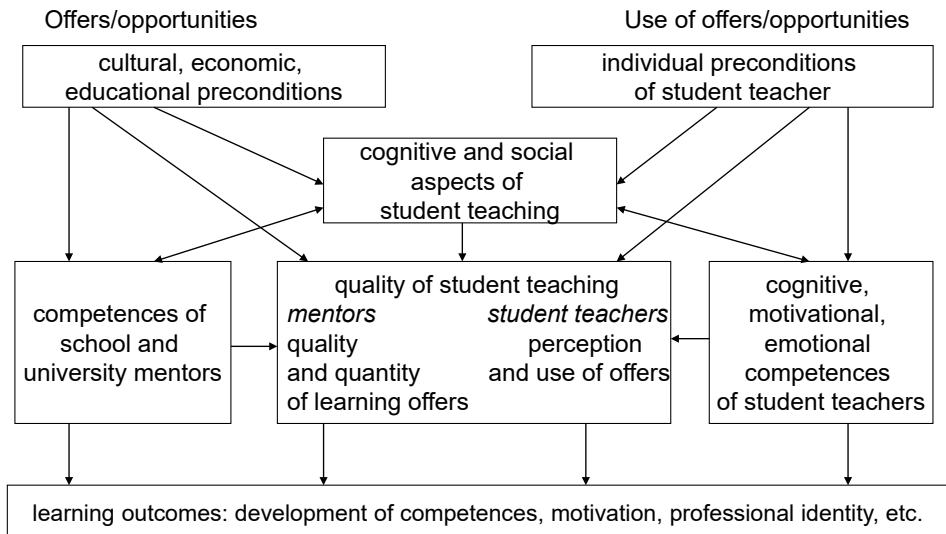 Offers/opportunities
Use of offers/opportunities
cultural, economic,
educational preconditions
individual preconditions
of student teacher
cognitive and social
aspects of
student teaching
competences of
school and
university mentors
quality of student teaching
mentors
quality
and quantity
of learning offers
student teachers
perception
and use of offers
cognitive,
motivational,
emotional
competences
of student teachers
learning outcomes: development of competences, motivation, professional identity, etc.